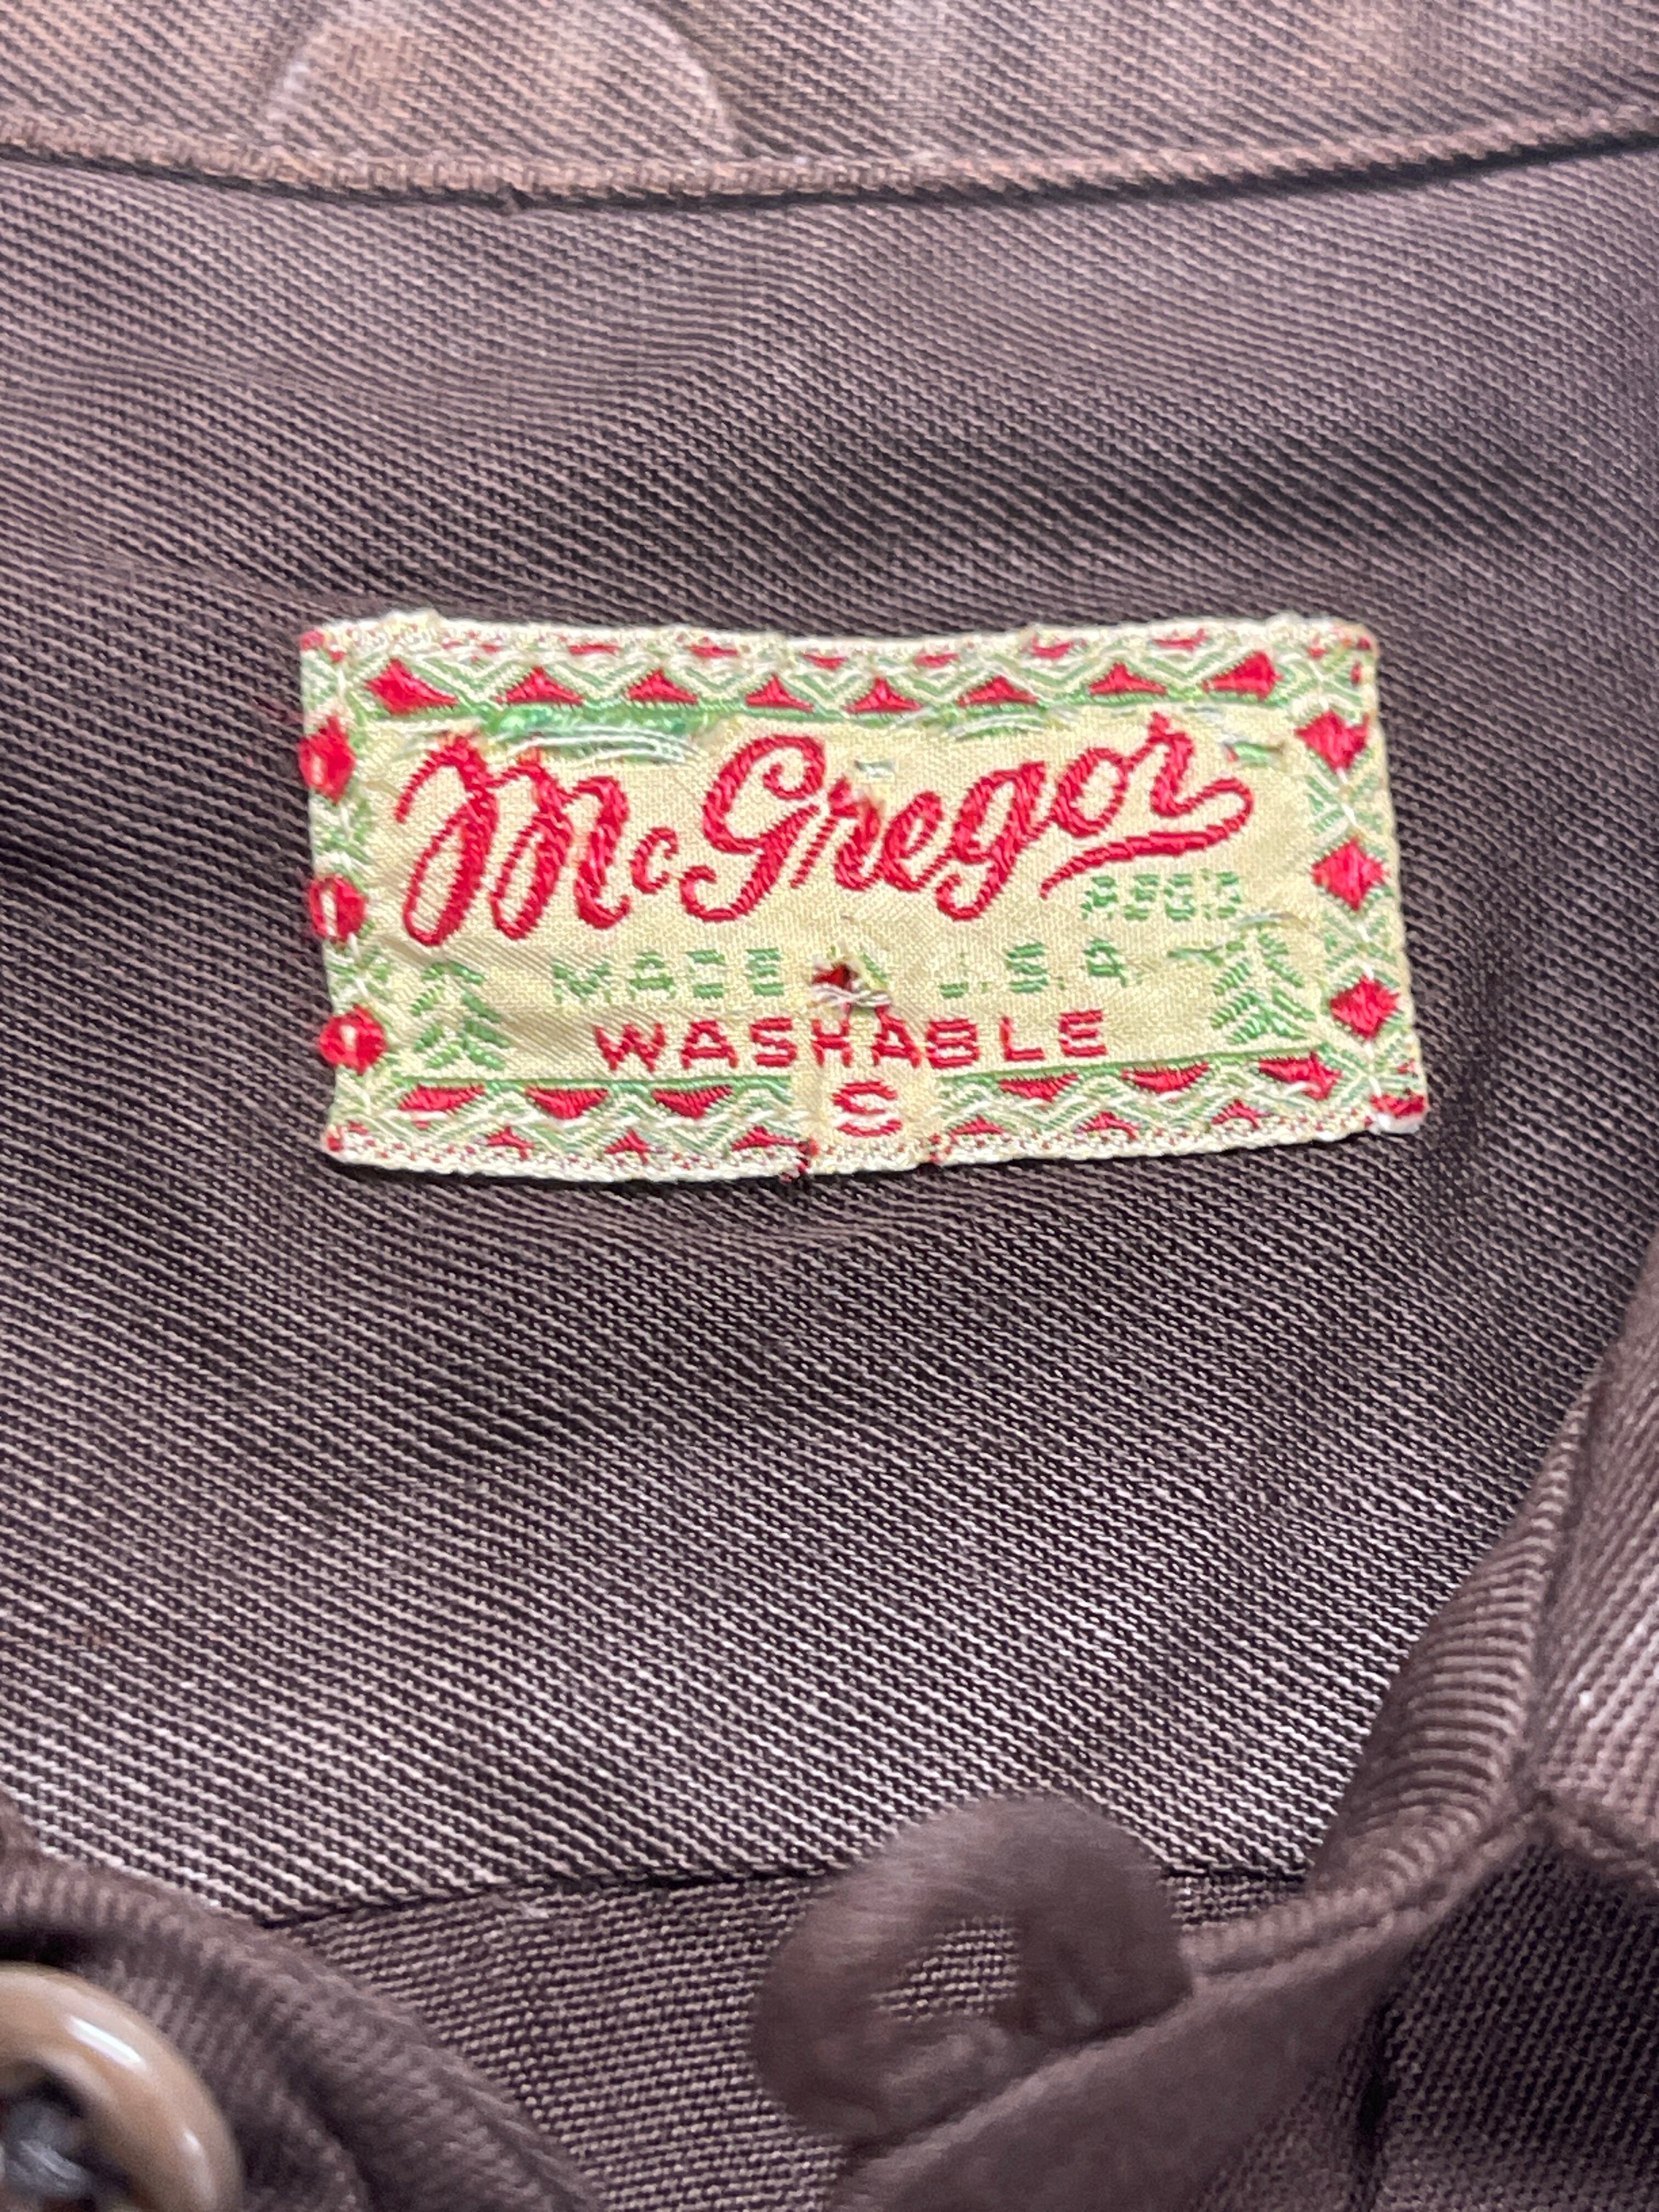 McGregor
REG'D
MADE U.S.A.
WASHABLE
S